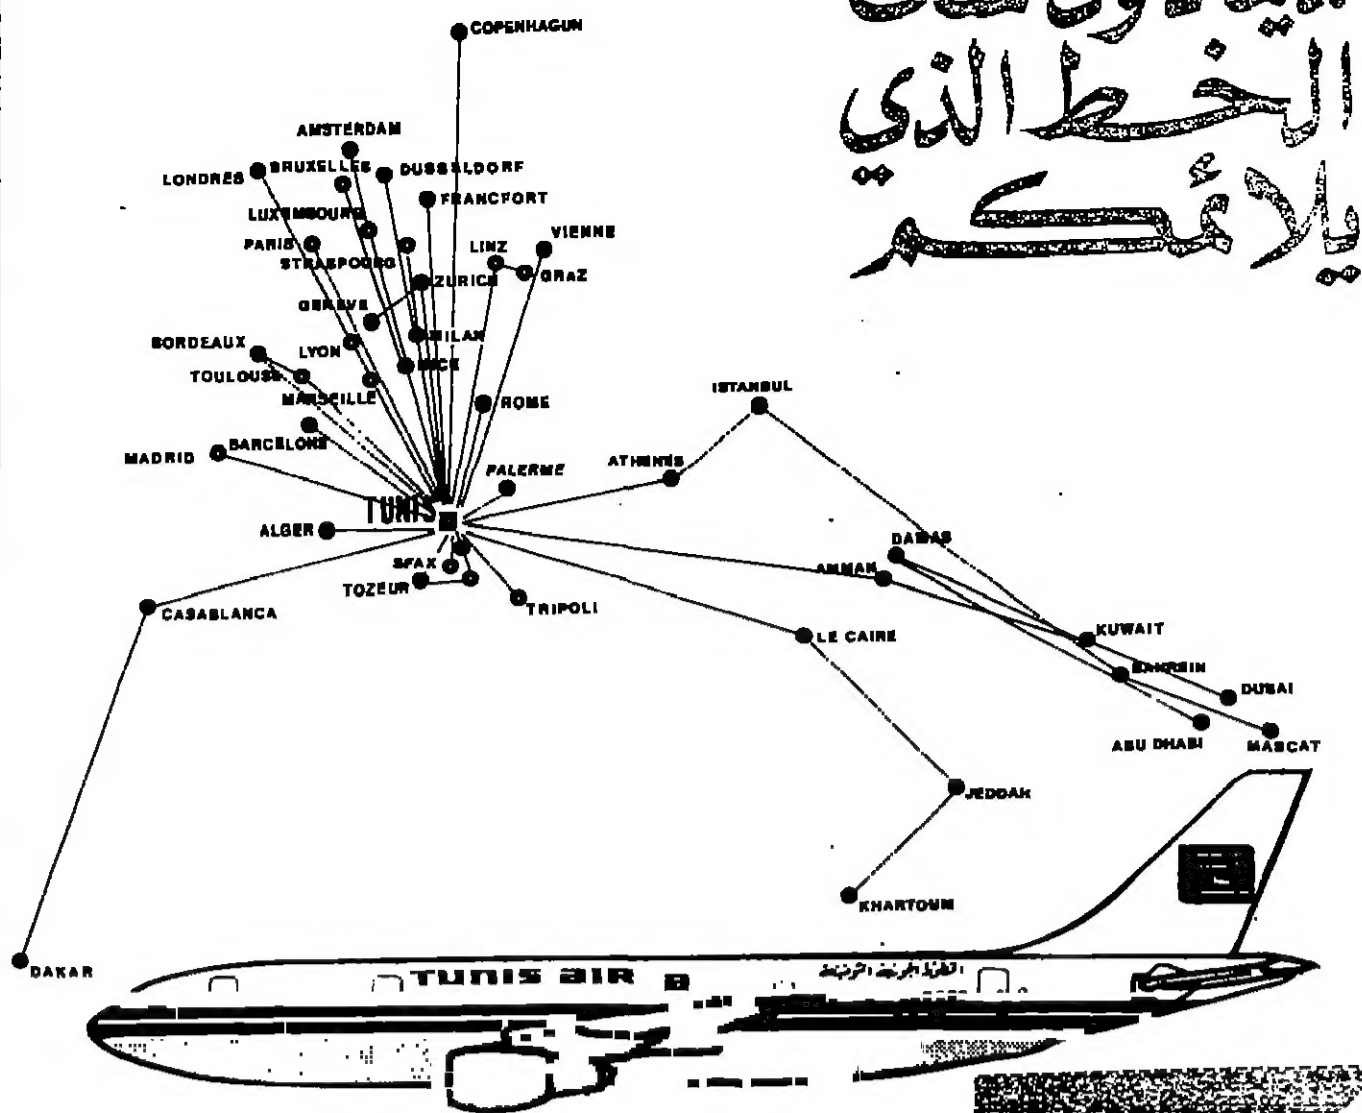 الخط الذي
يلائمكم
COPENHAGUN
AMSTERDAM
LONDRES
BRUXELLES
DUSSALDORF
FRANCFORT
LUXEMBOURG
PARIS
STRASBOURG
LINZ
VIENNE
GRAZ
ZURICH
GENEVE
MILAN
BORDEAUX
LYON
NICE
TOULOUSE
MARSEILLE
ROME
ISTANBUL
BARCELONE
MADRID
PALERME
ATHENES
TUNIS
ALGER
DAMAS
SFAX
AMMAN
TOZEUR
TRIPOLI
CASABLANCA
LE CAIRE
KUWAIT
BAHREIN
DUBAI
ABU DHABI
MASCAT
JEDDAH
KHARTOUM
DAKAR
TUNIS AIR